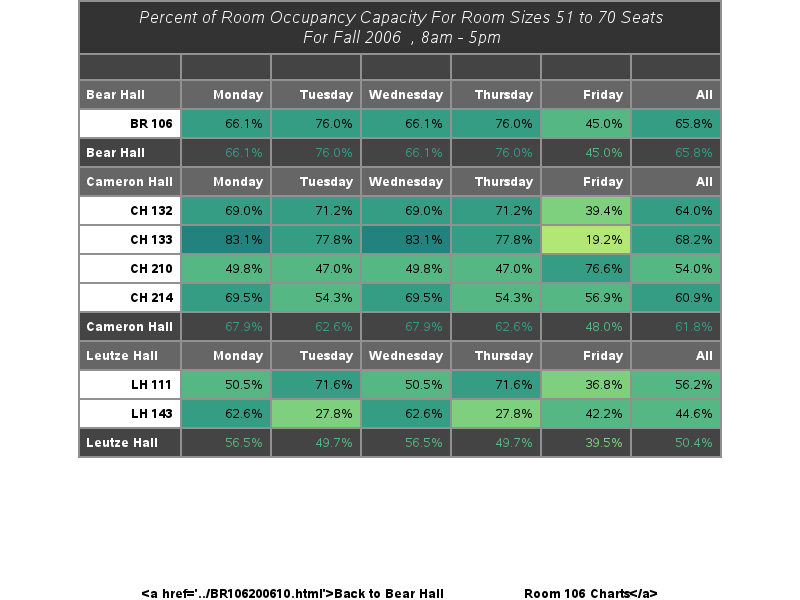 Percent of Room Occupancy Capacity For Room Sizes 51 to 70 Seats
For Fall 2006 , 8am - 5pm
Bear Hall Monday Tuesday Wednesday Thursday Friday All
BR 106 66.1% 76.0% 66.1% 76.0% 45.0% 65.8%
Bear Hall 66.1% 76.0% 66.1% 76.0% 45.0% 65.8%
Cameron Hall Monday Tuesday Wednesday Thursday Friday All
CH 132 69.0% 71.2% 69.0% 71.2% 39.4% 64.0%
CH 133 83.1% 77.8% 83.1% 77.8% 19.2% 68.2%
CH 210 49.8% 47.0% 49.8% 47.0% 76.6% 54.0%
CH 214 69.5% 54.3% 69.5% 54.3% 56.9% 60.9%
Cameron Hall 67.9% 62.6% 67.9% 62.6% 48.0% 61.8%
Leutze Hall Monday Tuesday Wednesday Thursday Friday All
LH 111 50.5% 71.6% 50.5% 71.6% 36.8% 56.2%
LH 143 62.6% 27.8% 62.6% 27.8% 42.2% 44.6%
Leutze Hall 56.5% 49.7% 56.5% 49.7% 39.5% 50.4%
<a href='../BR106200610.html'>Back to Bear Hall Room 106 Charts</a>